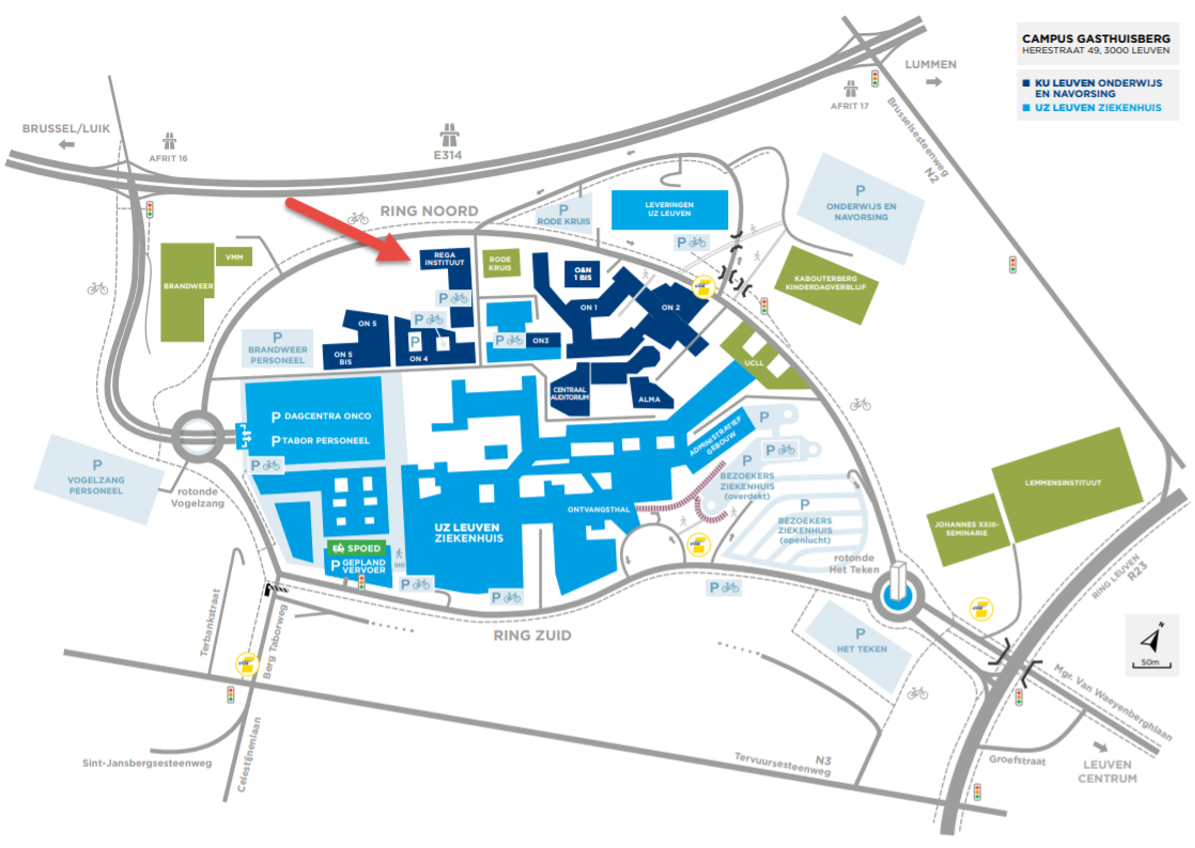 CAMPUS GASTHUISBERG
HERESTRAAT 49, 3000 LEUVEN
KU LEUVEN ONDERWIJS
EN NAVORSING
UZ LEUVEN ZIEKENHUIS
LUMMEN
AFRIT 17
Brusselsesteenweg
N2
BRUSSEL/LUIK
AFRIT 16
E314
RING NOORD
P
RODE KRUIS
LEVERINGEN
UZ LEUVEN
P
ONDERWIJS EN
NAVORSING
P
VMM
BRANDWEER
REGA
INSTITUUT
RODE
KRUIS
O&N
1 BIS
KABOUTERBERG
KINDERDAGVERBLIJF
P
ON 1
ON 2
P
ON 5
P
P
ON3
P
BRANDWEER
PERSONEEL
ON 5
BIS
ON 4
UCLL
CENTRAAL
AUDITORIUM
ALMA
P DAGCENTRA ONCO
P TABOR PERSONEEL
P
ADMINISTRATIEF
GEBOUW
P
P
P
VOGELZANG
PERSONEEL
rotonde
Vogelzang
P
BEZOEKERS
ZIEKENHUIS
(overdekt)
ONTVANGSTHAL
P
BEZOEKERS
ZIEKENHUIS
(openlucht)
UZ LEUVEN
ZIEKENHUIS
LEMMENSINSTITUUT
JOHANNES XXIII-
SEMINARIE
SPOED
P GEPLAND
VERVOER
P
P
P
rotonde
Het Teken
RING LEUVEN
R23
RING ZUID
P
HET TEKEN
Terbankstraat
Berg Taborweg
N
50m
Mgr. Van Waeyenberghlaan
Sint-Jansbergsesteenweg
Celestijnenlaan
N3
Tervuursesteenweg
Groefstraat
LEUVEN
CENTRUM